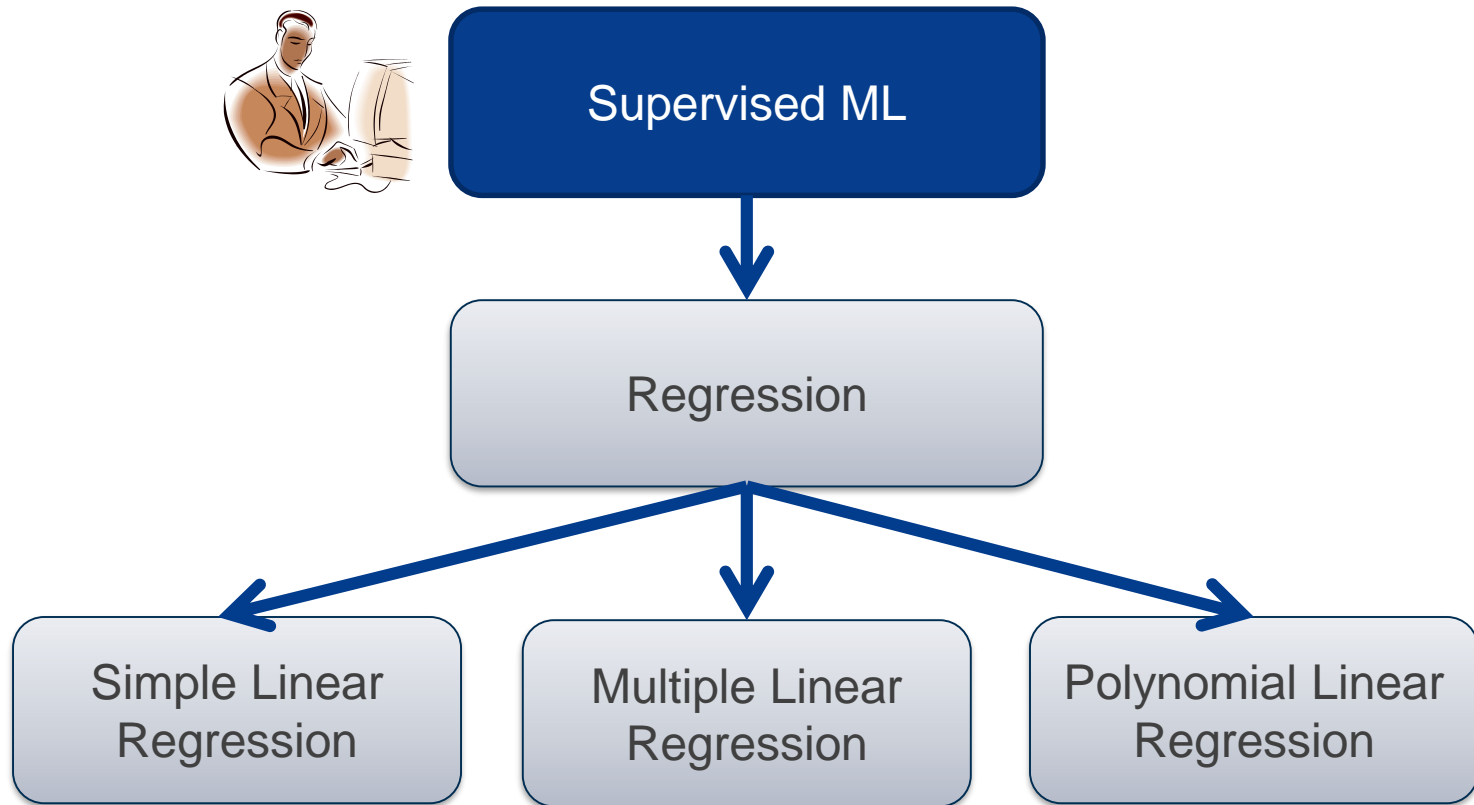 Supervised ML
Regression
Simple Linear
Regression
Multiple Linear
Regression
Polynomial Linear
Regression